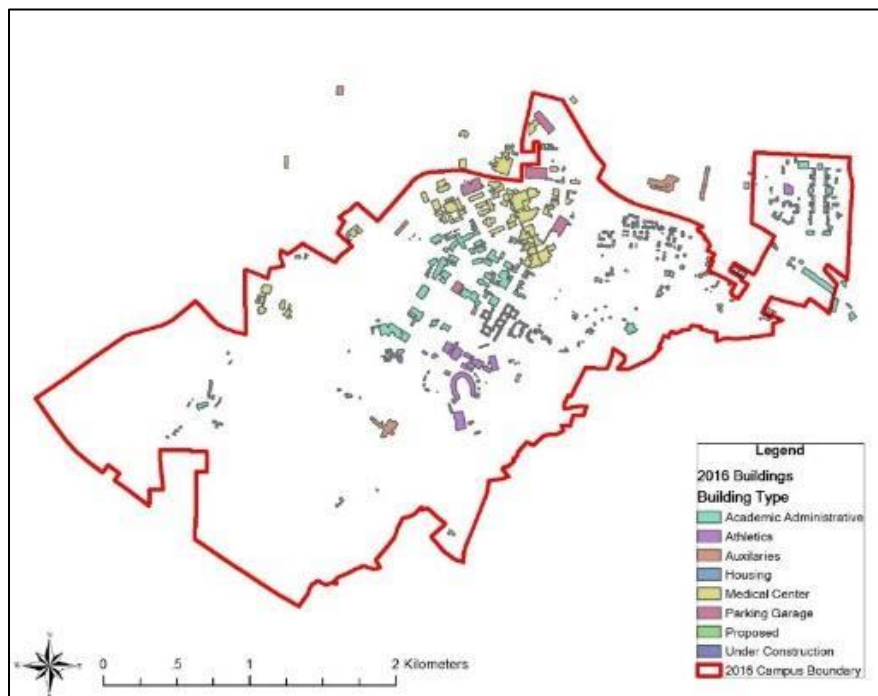 Legend
2016 Buildings
Building Type
Academic Administrative
Athletics
Auxilaries
Housing
Medical Center
Parking Garage
Proposed
Under Construction
2016 Campus Boundary
0 .5 1 2 Kilometers